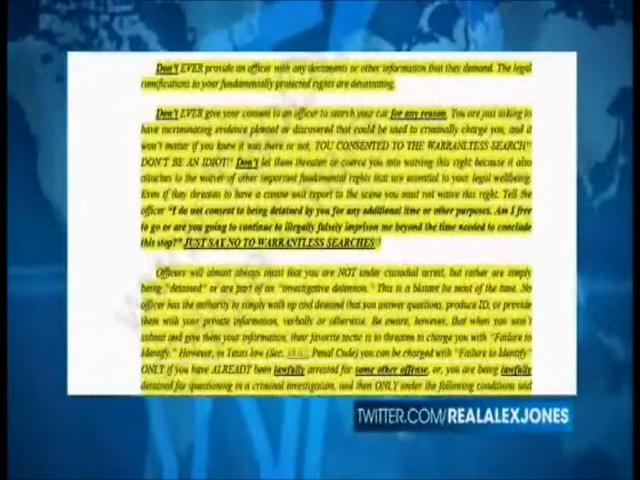 Don't EVER provide an officer with any documents or other information that they demand. The legal
ramifications to your fundamentally protected rights are devastating.
Don't EVER give your consent to an officer to search your car for any reason. You are just asking to
have incriminating evidence planted or discovered that could be used to criminally charge you, and it
won't matter if you knew it was there or not, YOU CONSENTED TO THE WARRANTLESS SEARCH!!
DON'T BE AN IDIOT!! Don't let them threaten or coerce you into waiving this right because it also
attaches to the waiver of other important fundamental rights that are essential to your legal wellbeing.
Even if they threaten to have a canine unit report to the scene you must not waive this right. Tell the
officer "I do not consent to being detained by you for any additional time or other purposes. Am I free
to go or are you going to continue to illegally falsely imprison me beyond the time needed to conclude
this stop?" JUST SAY NO TO WARRANTLESS SEARCHES!!
Officers will almost always insist that you are NOT under custodial arrest, but rather are simply
being "detained" or are part of an "investigative detention." This is a blatant lie most of the time. No
officer has the authority to simply walk up and demand that you answer questions, produce ID, or provide
them with your private information, verbally or otherwise. Be aware, however, that when you won't
submit and give them your information, their favorite tactic is to threaten to charge you with "Failure to
Identify." However, in Texas law (See. Penal Code) you can be charged with "Failure to Identify"
ONLY if you have ALREADY been lawfully arrested for some other offense, or, you are being lawfully
detained for questioning in a criminal investigation, and then ONLY under the following conditions and
TWITTER.COM/REALALEXJONES